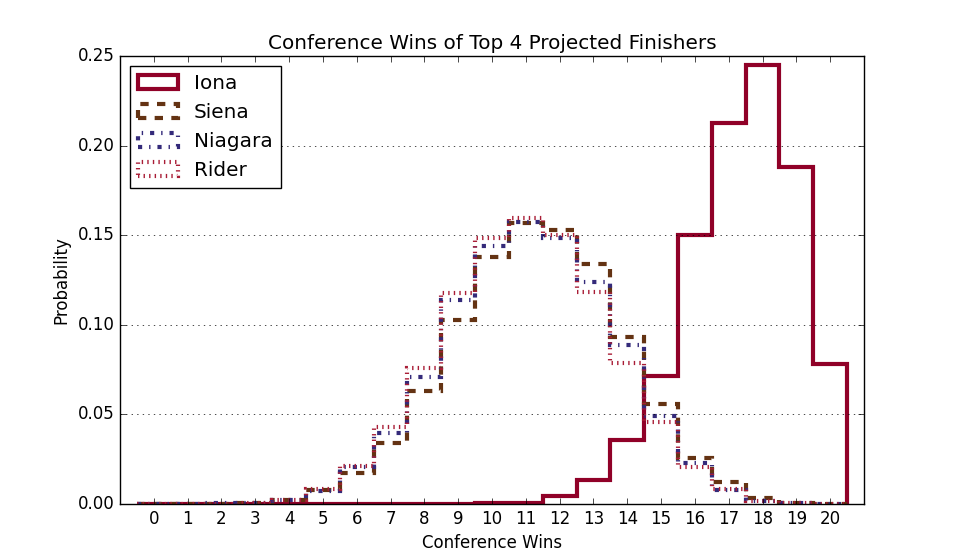 Conference Wins of Top 4 Projected Finishers
0.25
0.20
0.15
0.10
0.05
0.00
Probability
Iona
Siena
Niagara
Rider
0 1 2 3 4 5 6 7 8 9 10 11 12 13 14 15 16 17 18 19 20
Conference Wins